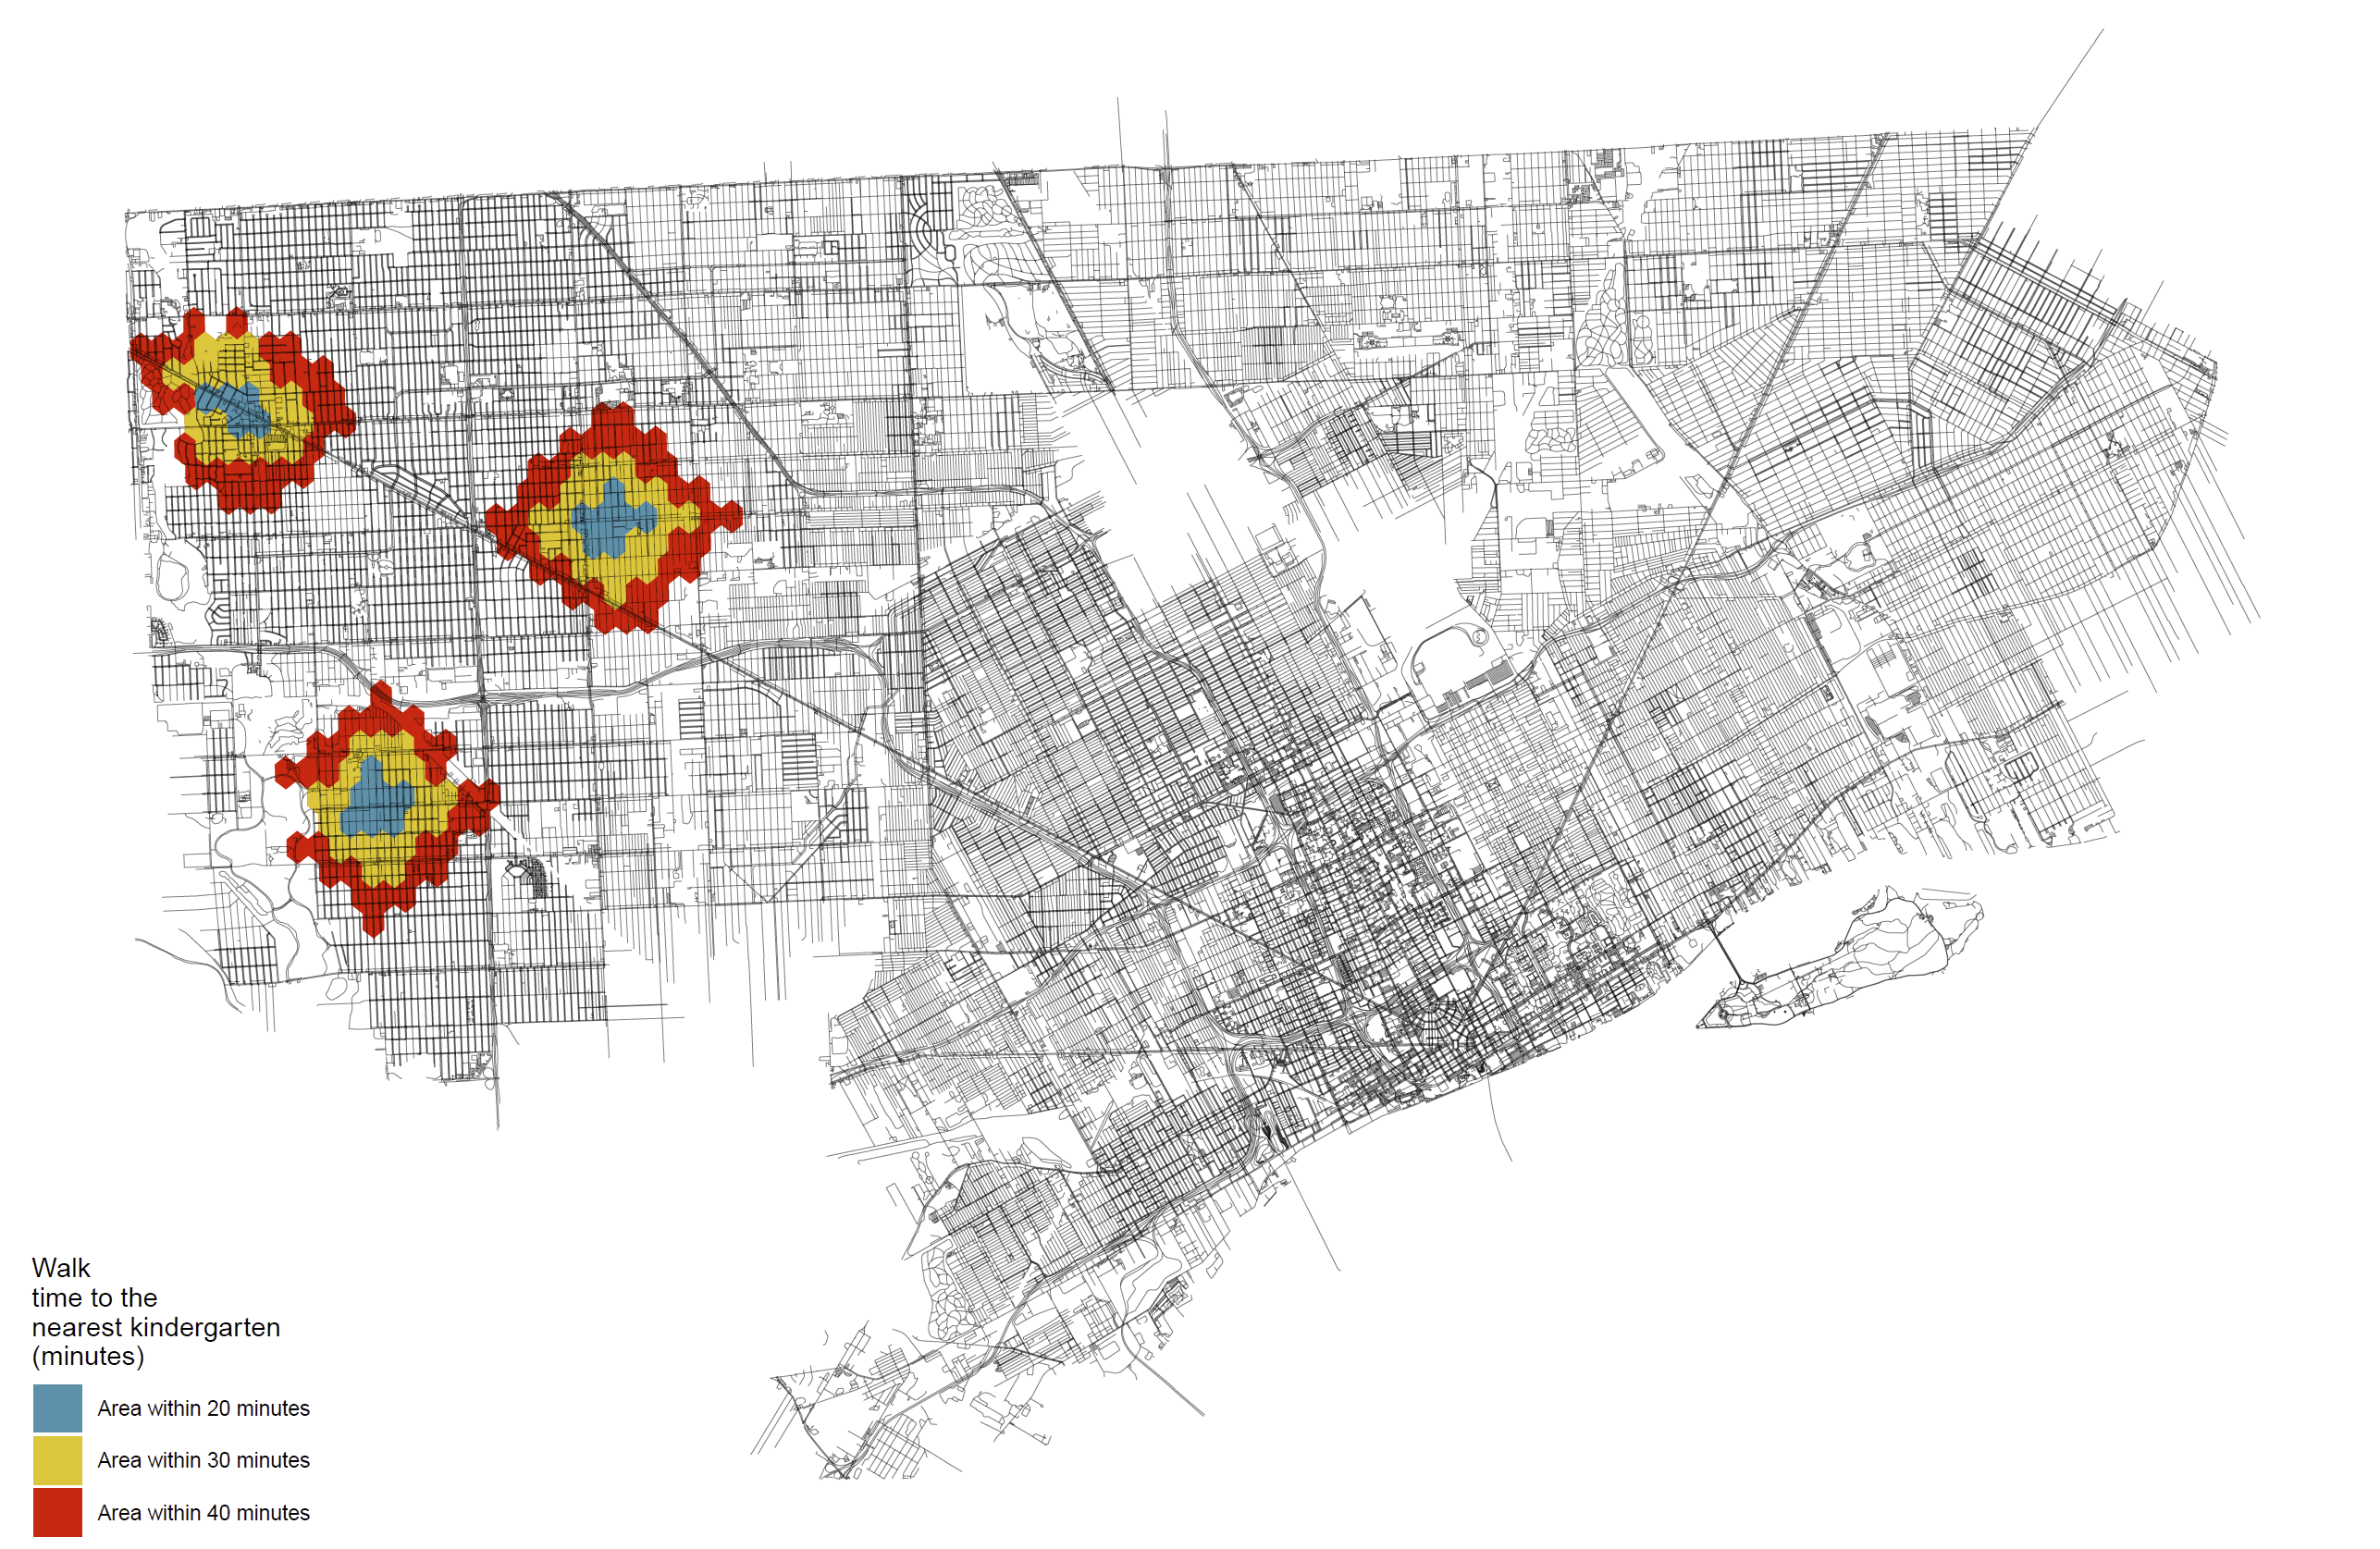 Walk
time to the
nearest kindergarten
(minutes)
Area within 20 minutes
Area within 30 minutes
Area within 40 minutes